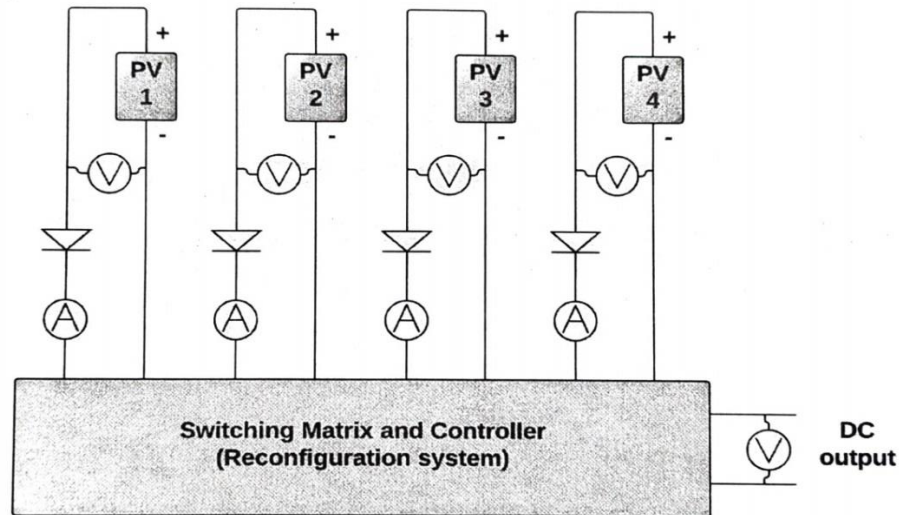 +
PV
1
-
V
A
+
PV
2
-
V
A
+
PV
3
-
V
A
+
PV
4
-
V
A
Switching Matrix and Controller
(Reconfiguration system)
V
DC
output